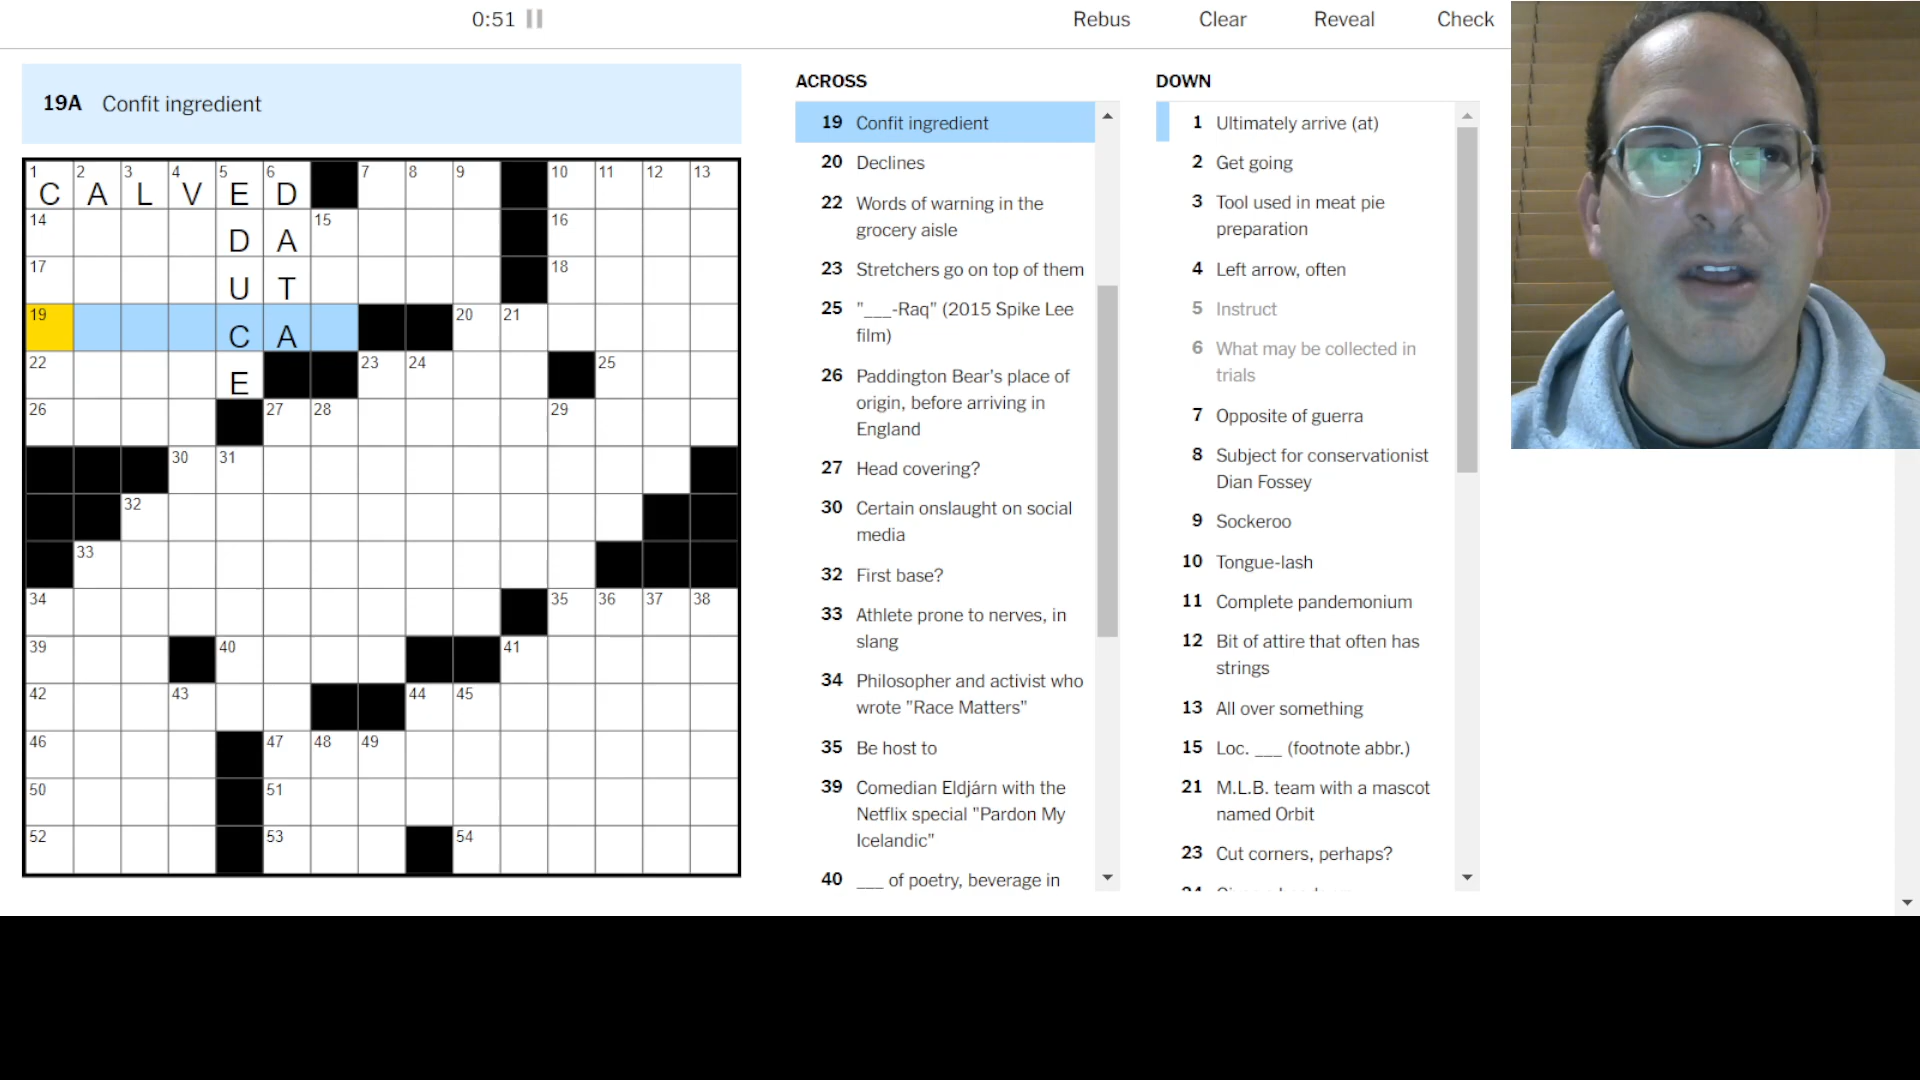 0:51
Rebus Clear Reveal Check
19A Confit ingredient
1 2 3 4 5 6 7 8 9 10 11 12 13
C A L V E D
14 15 16
D A
17 18
U T
19 20 21
C A
22 23 24 25
E
26 27 28 29
30 31
32
33
34 35 36 37 38
39 40 41
42 43 44 45
46 47 48 49
50 51
52 53 54
ACROSS
19 Confit ingredient
20 Declines
22 Words of warning in the
grocery aisle
23 Stretchers go on top of them
25 "___-Raq" (2015 Spike Lee
film)
26 Paddington Bear's place of
origin, before arriving in
England
27 Head covering?
30 Certain onslaught on social
media
32 First base?
33 Athlete prone to nerves, in
slang
34 Philosopher and activist who
wrote "Race Matters"
35 Be host to
39 Comedian Eldjárn with the
Netflix special "Pardon My
Icelandic"
40 ___ of poetry, beverage in
DOWN
1 Ultimately arrive (at)
2 Get going
3 Tool used in meat pie
preparation
4 Left arrow, often
5 Instruct
6 What may be collected in
trials
7 Opposite of guerra
8 Subject for conservationist
Dian Fossey
9 Sockeroo
10 Tongue-lash
11 Complete pandemonium
12 Bit of attire that often has
strings
13 All over something
15 Loc. ___ (footnote abbr.)
21 M.L.B. team with a mascot
named Orbit
23 Cut corners, perhaps?